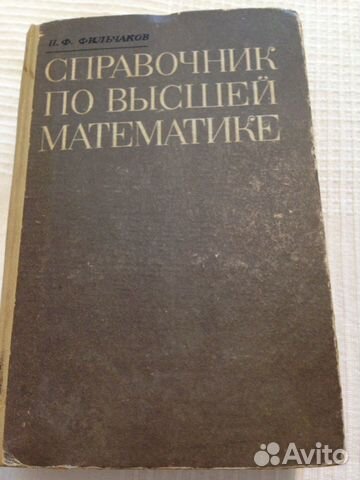 П. Ф. ФИЛЬЧАКОВ
СПРАВОЧНИК
ПО ВЫСШЕЙ
МАТЕМАТИКЕ
Avito